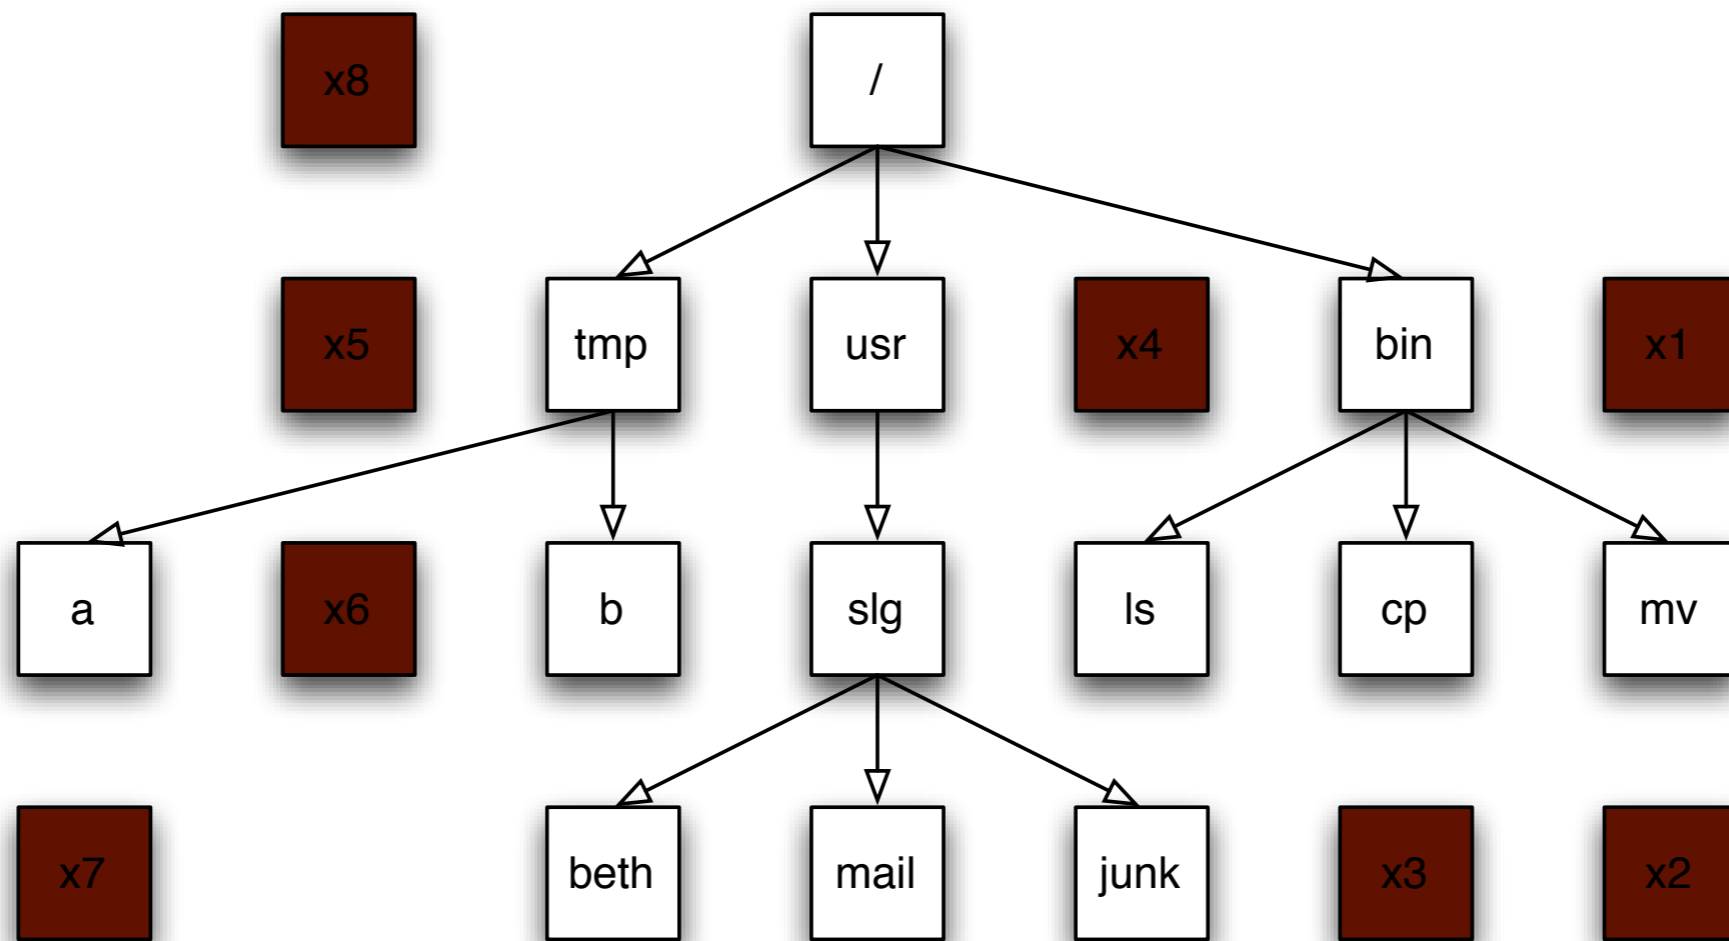 x8
/
x5
tmp
usr
x4
bin
x1
a
x6
b
slg
ls
cp
mv
x7
beth
mail
junk
x3
x2